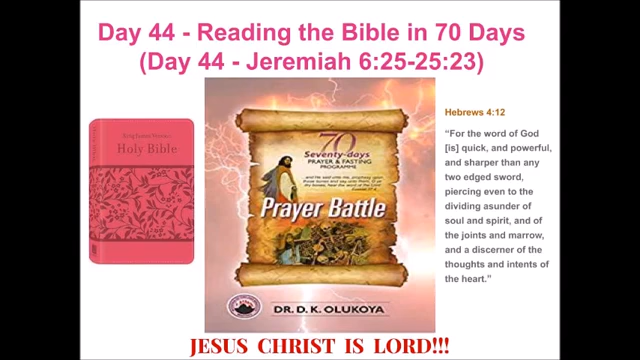 Day 44 - Reading the Bible in 70 Days
(Day 44 - Jeremiah 6:25-25:23)
King James Version
Holy Bible
70
Seventy-days
PRAYER & FASTING
PROGRAMME
Prayer Battle
DR. D. K. OLUKOYA
Hebrews 4:12
“For the word of God
[is] quick, and powerful,
and sharper than any
two edged sword,
piercing even to the
dividing asunder of
soul and spirit, and of
the joints and marrow,
and a discerner of the
thoughts and intents of
the heart.”
JESUS CHRIST IS LORD!!!